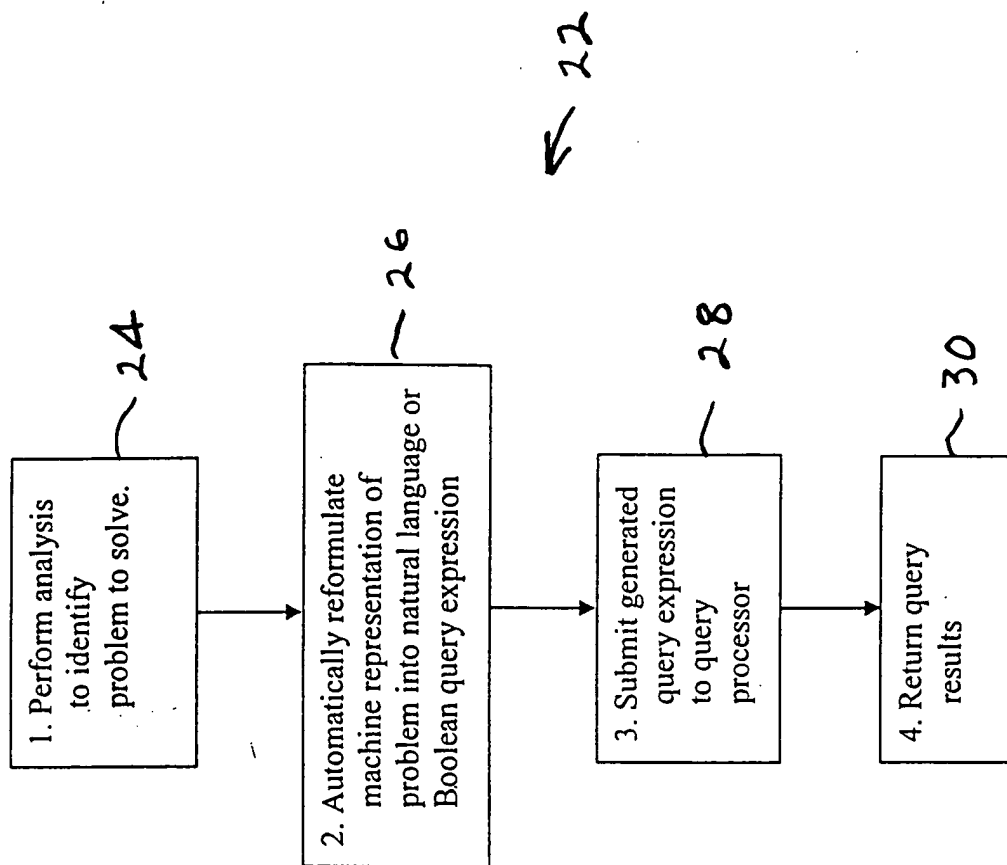 1. Perform analysis
to identify
problem to solve.
24
2. Automatically reformulate
machine representation of
problem into natural language or
Boolean query expression
26
22
3. Submit generated
query expression
to query
processor
28
4. Return query
results
30